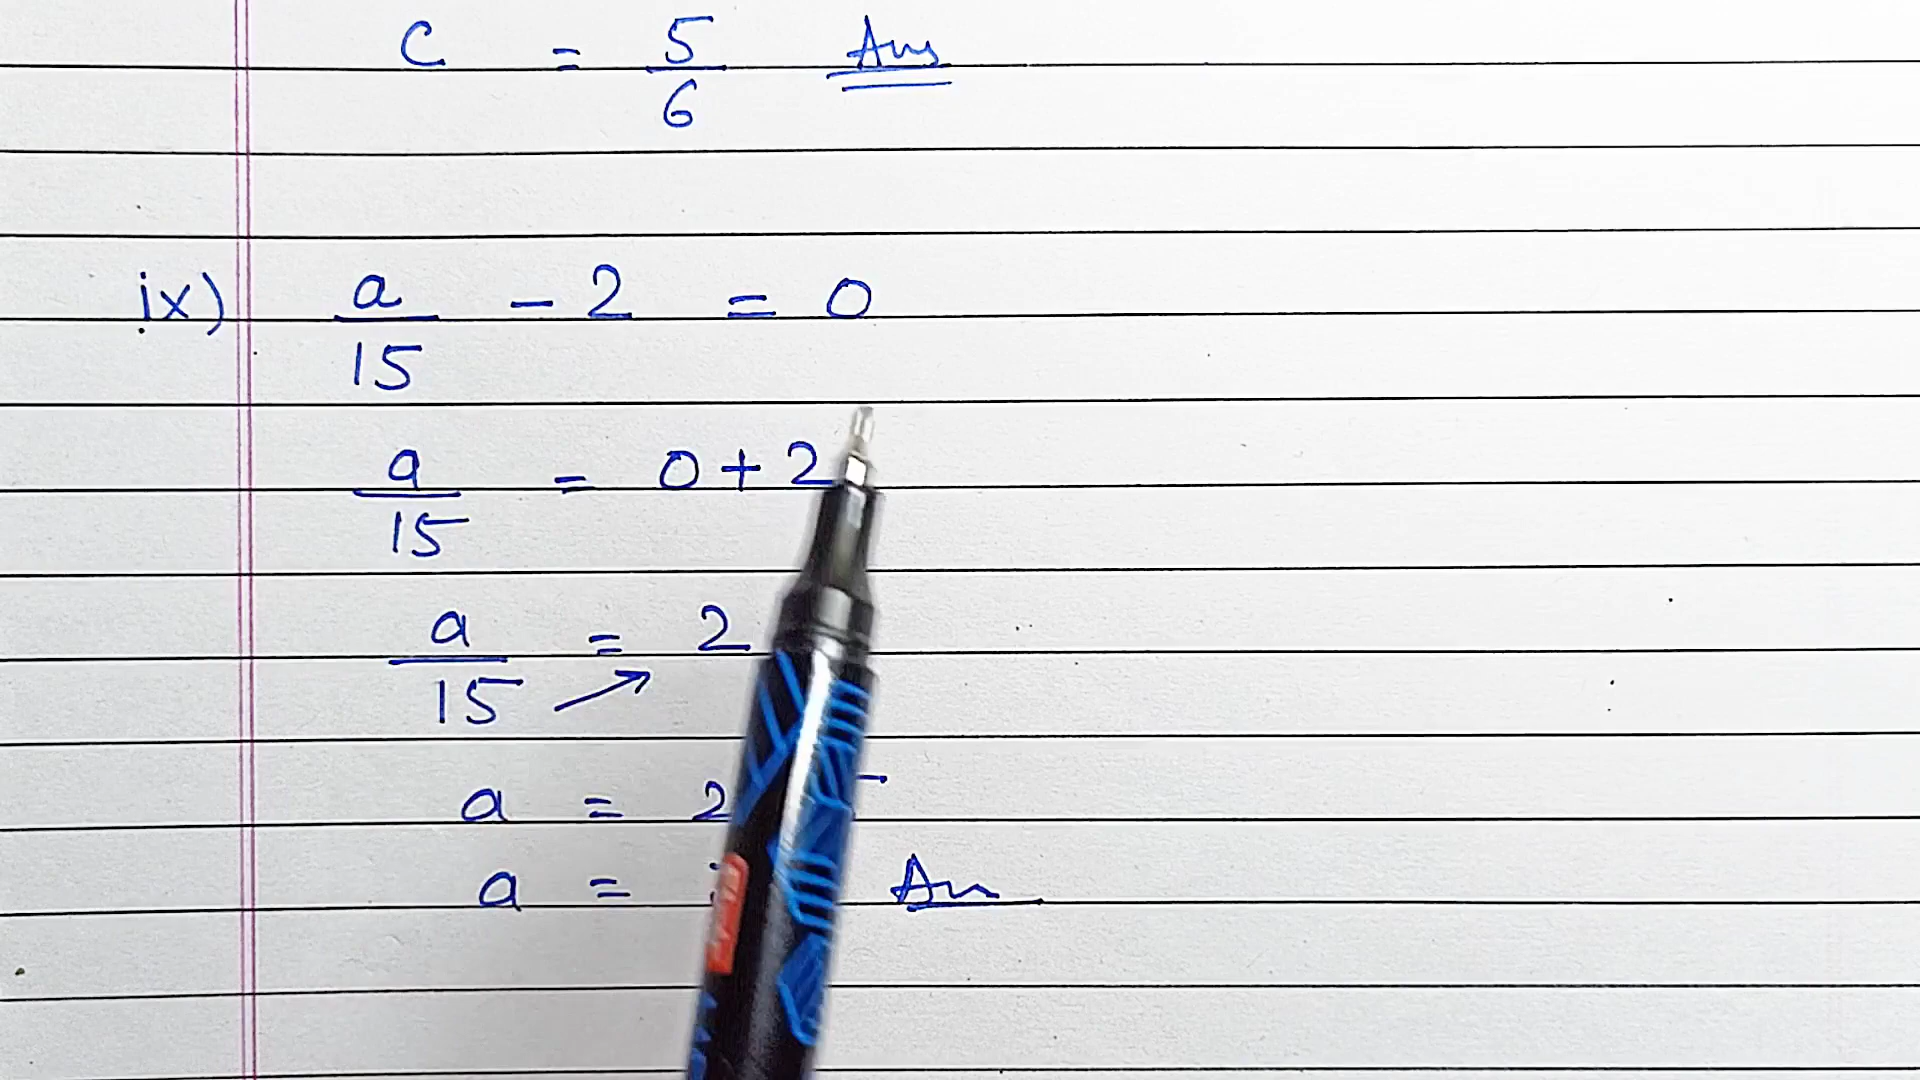 C = 5/6 Ans
ix) a/15 - 2 = 0
a/15 = 0 + 2
a/15 = 2
a = 2
a = Ans